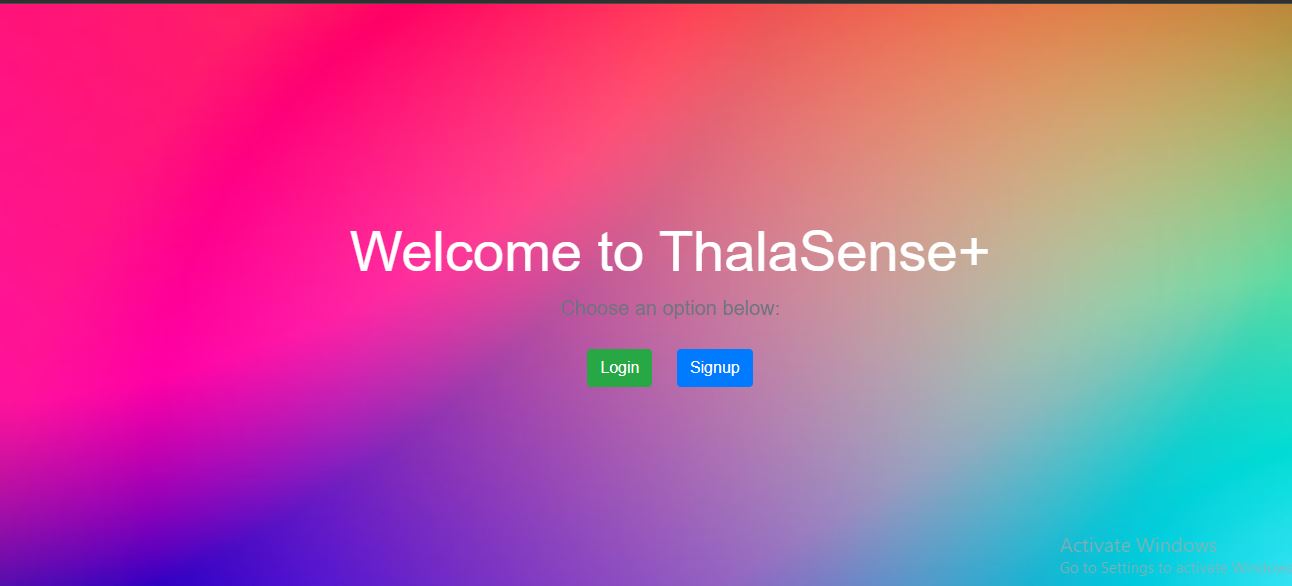 Welcome to ThalaSense+
Choose an option below:
Login
Signup
Activate Windows
Go to Settings to activate Windows